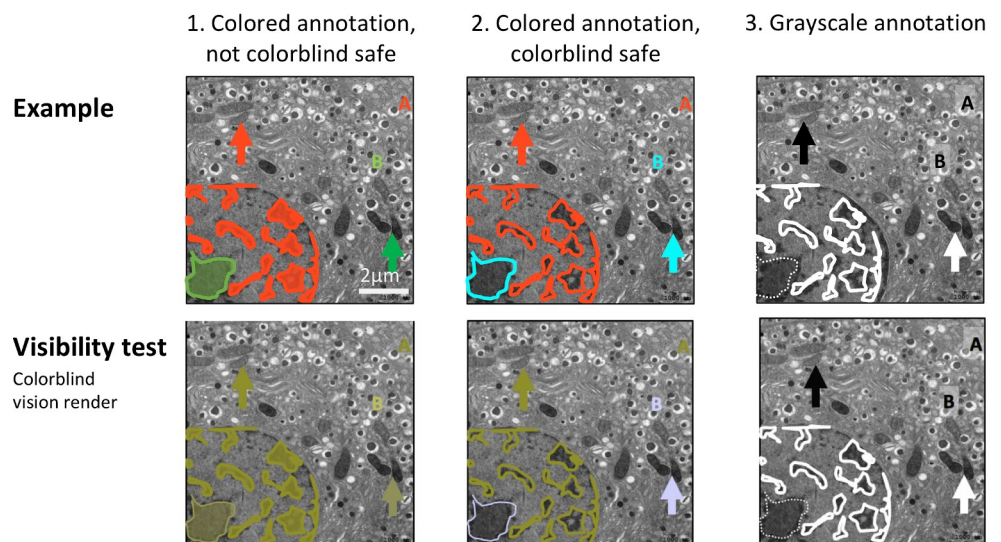 1. Colored annotation,
not colorblind safe
2. Colored annotation,
colorblind safe
3. Grayscale annotation
Example
A
B
2µm
A
B
A
B
Visibility test
Colorblind
vision render
A
B
A
B
A
B